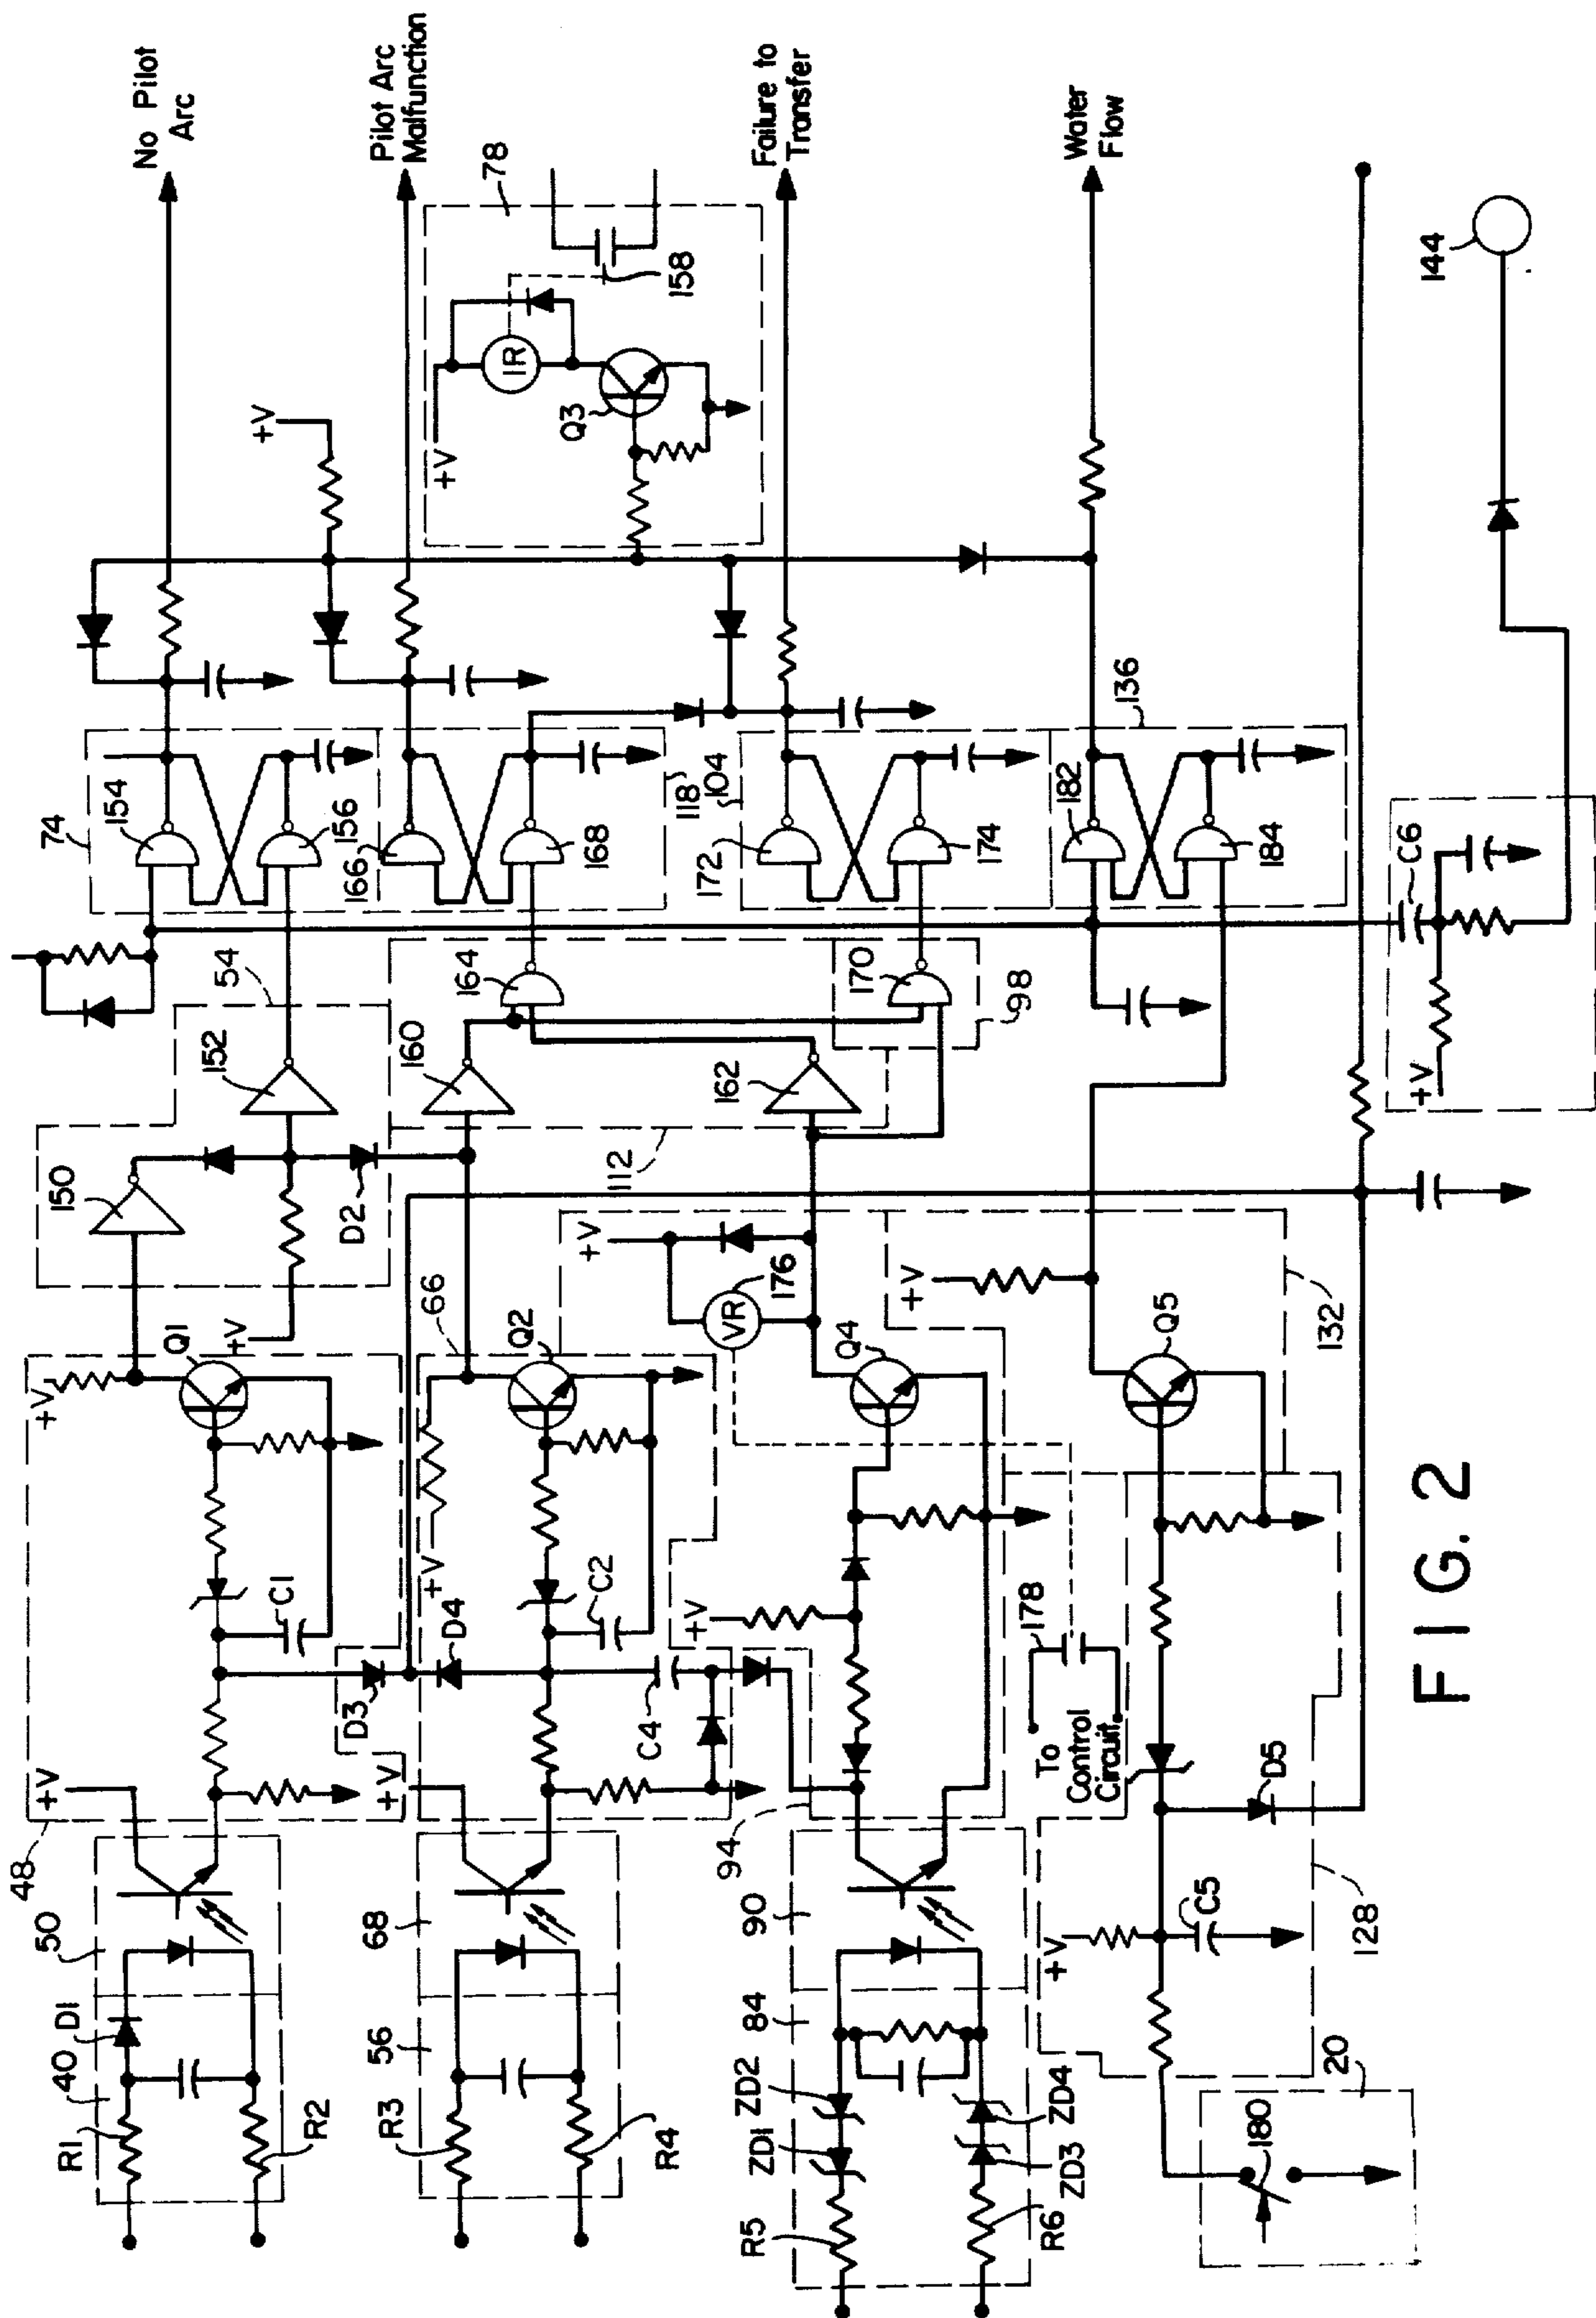 No Pilot
Arc
Pilot Arc
Malfunction
Failure to
Transfer
Water
Flow
78
158
+V
1R
Q3
+V
144
74
154
156
166
168
118
104
172
174
182
184
136
C6
+V
54
152
150
D2
160
164
162
170
98
112
+V
Q1
+V
48
+V
C1
D3
66
Q2
+V
C2
D4
C4
+V
+V
VR
176
Q4
+V
94
+V
Q5
132
178
To
Control
Circuit
D5
C5
+V
128
50
40
D1
R1
R2
68
56
R3
R4
90
84
ZD2
ZD1
ZD4
ZD3
R5
R6
20
180
FIG. 2